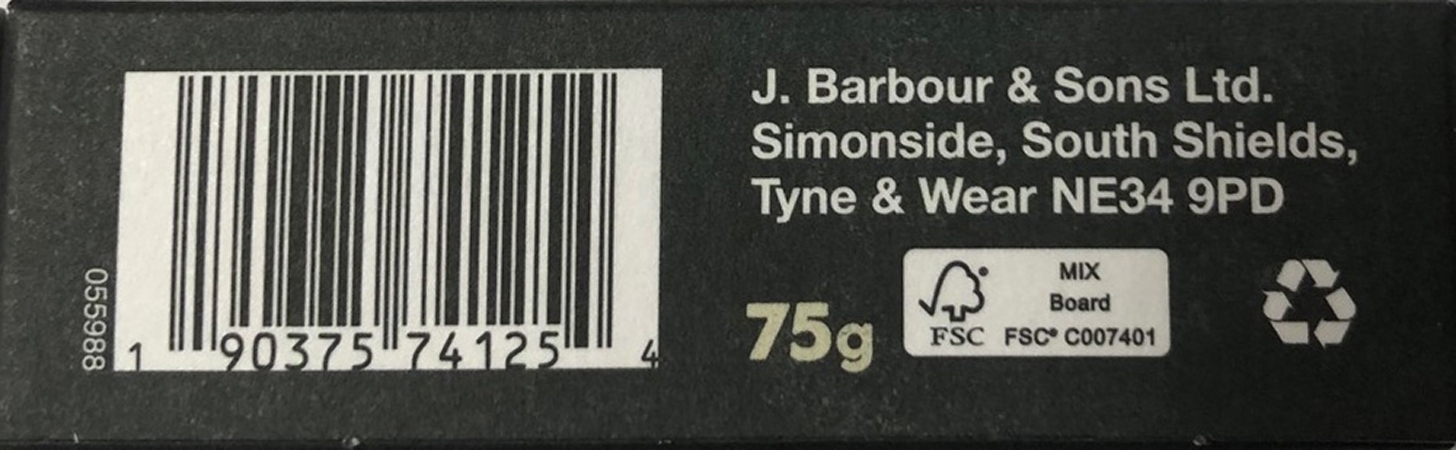 055988
1 90375 74125 4
J. Barbour & Sons Ltd.
Simonside, South Shields,
Tyne & Wear NE34 9PD
75g
FSC
MIX
Board
FSC® C007401